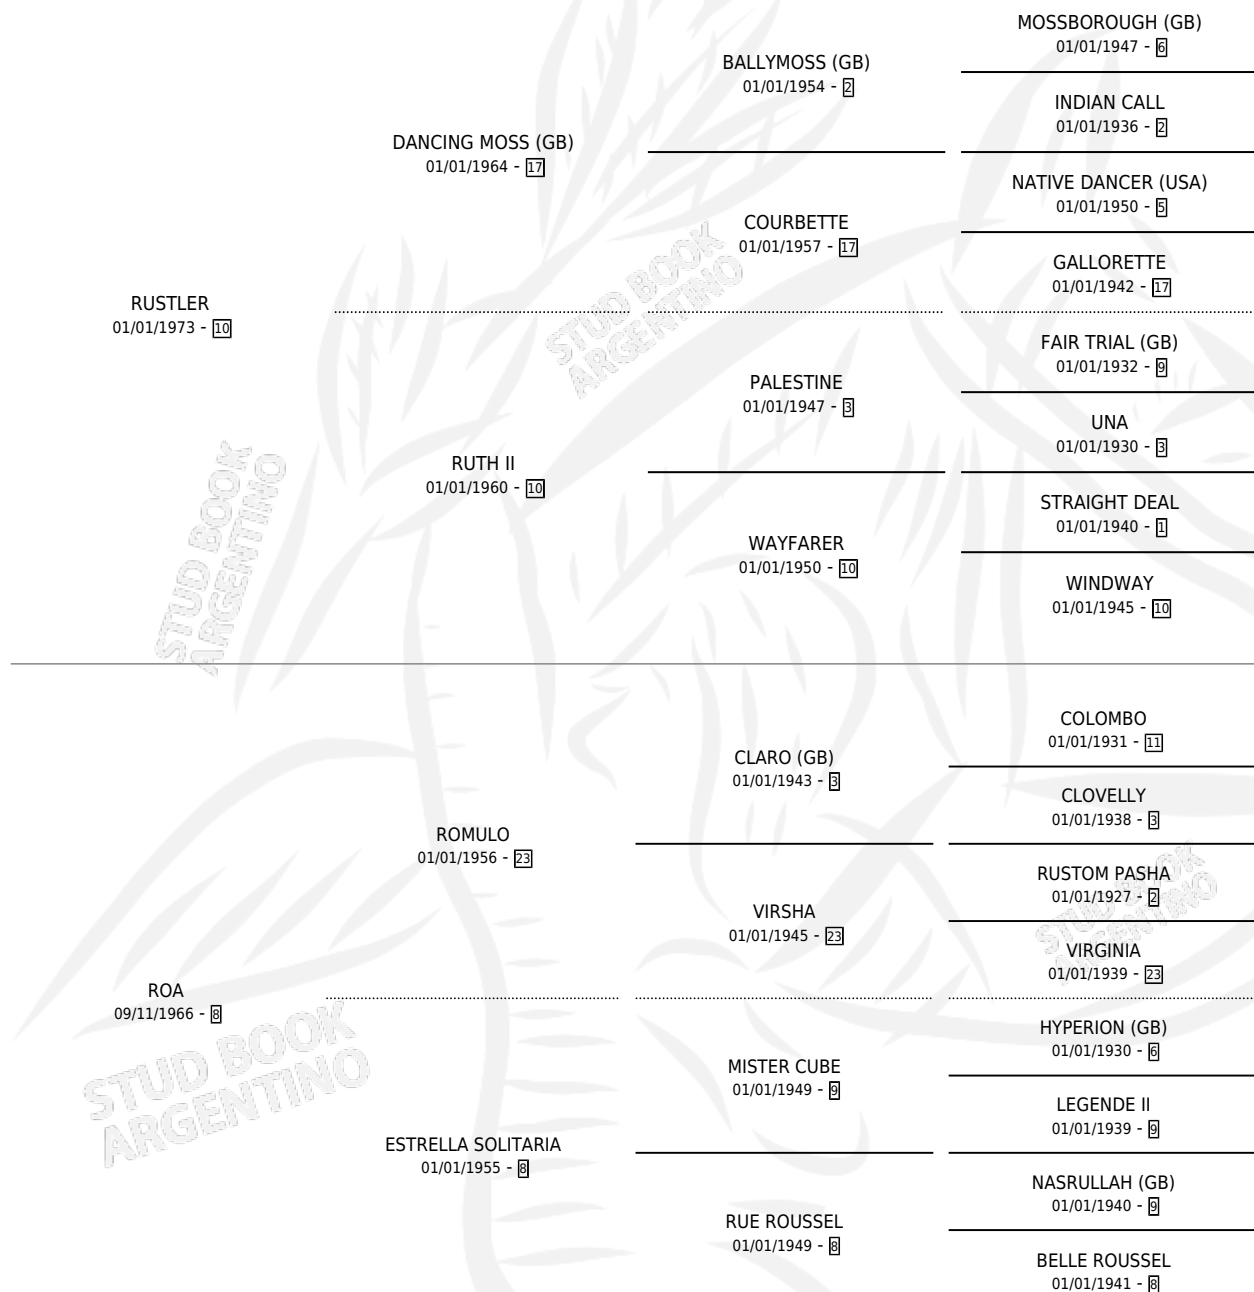 MOSSBOROUGH (GB)
01/01/1947 - 6
BALLYMOSS (GB)
01/01/1954 - 2
INDIAN CALL
01/01/1936 - 2
DANCING MOSS (GB)
01/01/1964 - 17
NATIVE DANCER (USA)
01/01/1950 - 5
COURBETTE
01/01/1957 - 17
GALLORETTE
01/01/1942 - 17
RUSTLER
01/01/1973 - 10
FAIR TRIAL (GB)
01/01/1932 - 9
PALESTINE
01/01/1947 - 3
UNA
01/01/1930 - 3
RUTH II
01/01/1960 - 10
STRAIGHT DEAL
01/01/1940 - 1
WAYFARER
01/01/1950 - 10
WINDWAY
01/01/1945 - 10
COLOMBO
01/01/1931 - 11
CLARO (GB)
01/01/1943 - 3
CLOVELLY
01/01/1938 - 3
ROMULO
01/01/1956 - 23
RUSTOM PASHA
01/01/1927 - 2
VIRSHA
01/01/1945 - 23
VIRGINIA
01/01/1939 - 23
ROA
09/11/1966 - 8
HYPERION (GB)
01/01/1930 - 6
MISTER CUBE
01/01/1949 - 9
LEGENDE II
01/01/1939 - 9
ESTRELLA SOLITARIA
01/01/1955 - 8
NASRULLAH (GB)
01/01/1940 - 9
RUE ROUSSEL
01/01/1949 - 8
BELLE ROUSSEL
01/01/1941 - 8
STUD BOOK
ARGENTINO
STUD BOOK
ARGENTINO
STUD BOOK
ARGENTINO
STUD BOOK
ARGENTINO